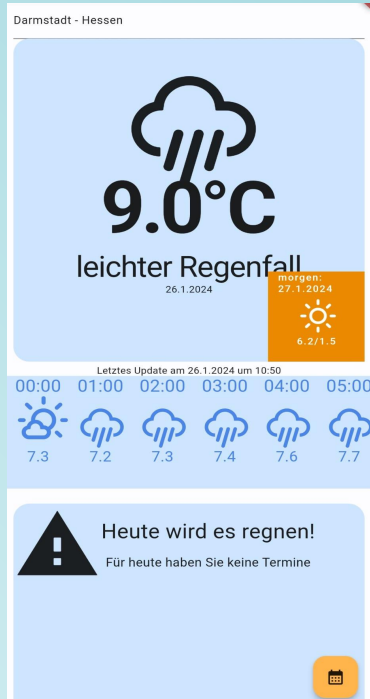 Darmstadt - Hessen
9.0°C
leichter Regenfall
26.1.2024
morgen:
27.1.2024
6.2/1.5
Letztes Update am 26.1.2024 um 10:50
00:00 01:00 02:00 03:00 04:00 05:00
7.3 7.2 7.3 7.4 7.6 7.7
Heute wird es regnen!
Für heute haben Sie keine Termine